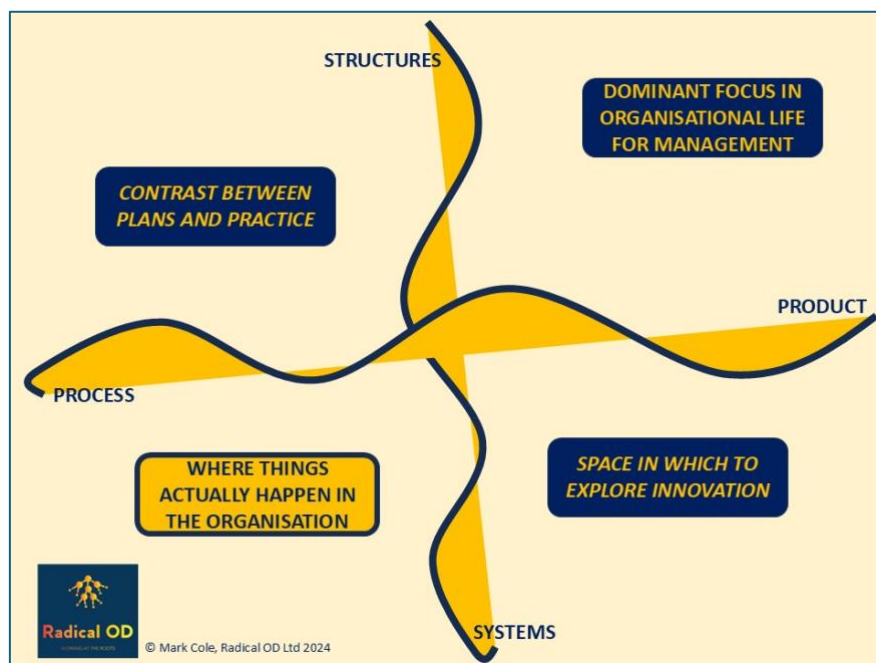 STRUCTURES
DOMINANT FOCUS IN
ORGANISATIONAL LIFE
FOR MANAGEMENT
CONTRAST BETWEEN
PLANS AND PRACTICE
PRODUCT
PROCESS
WHERE THINGS
ACTUALLY HAPPEN IN
THE ORGANISATION
SPACE IN WHICH TO
EXPLORE INNOVATION
SYSTEMS
Radical OD
© Mark Cole, Radical OD Ltd 2024